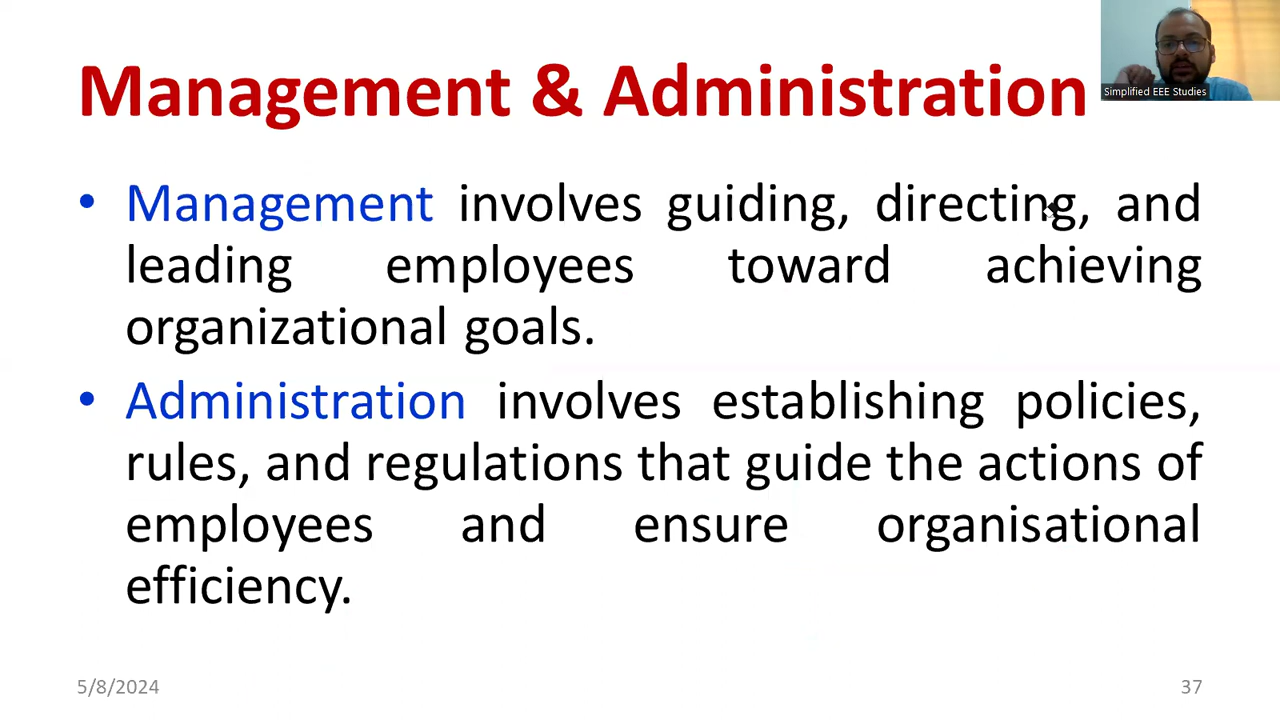 Management & Administration
Simplified EEE Studies
• Management involves guiding, directing, and
leading employees toward achieving
organizational goals.
• Administration involves establishing policies,
rules, and regulations that guide the actions of
employees and ensure organisational
efficiency.
5/8/2024
37